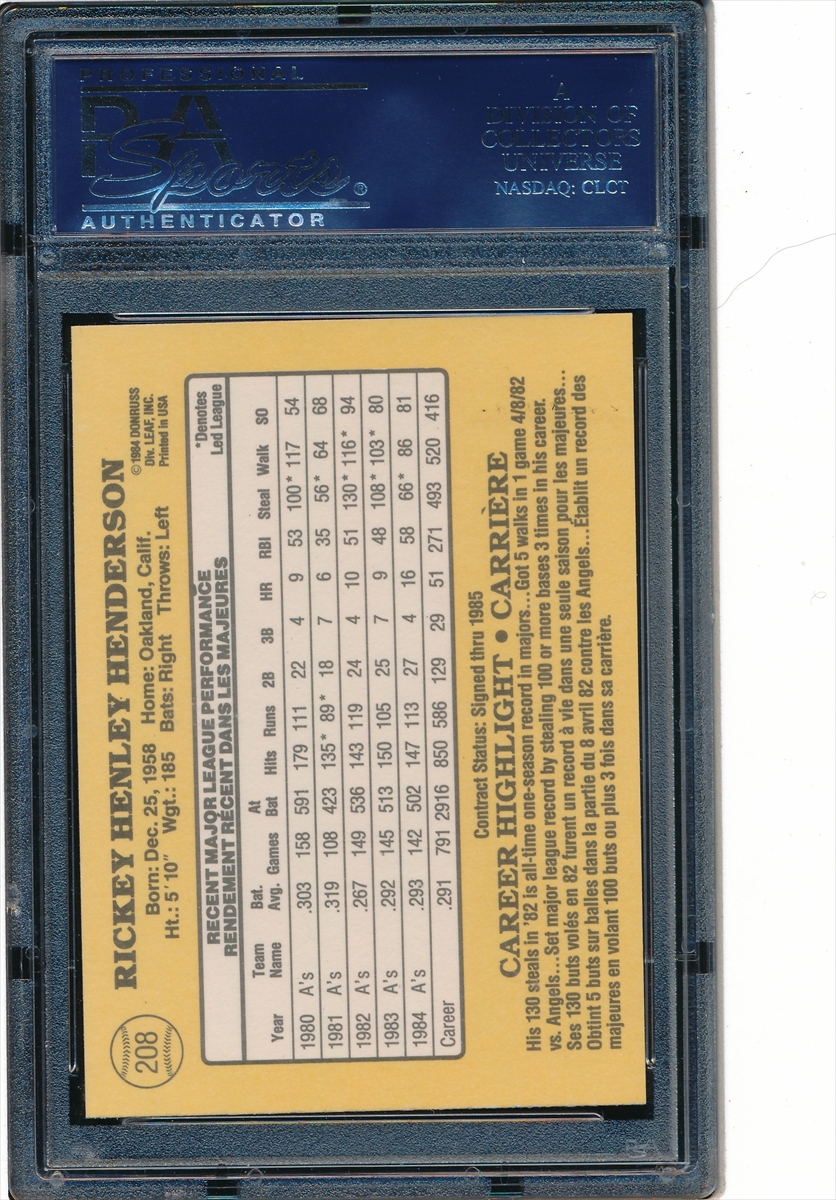 PROFESSIONAL
PSA
Sports®
AUTHENTICATOR
A
DIVISION OF
COLLECTORS
UNIVERSE
NASDAQ: CLCT
208
RICKEY HENLEY HENDERSON
©1984 DONRUSS
Div. LEAF, INC.
Printed in USA
Born: Dec. 25, 1958 Home: Oakland, Calif.
Ht.: 5'10" Wgt.: 185 Bats: Right Throws: Left
RECENT MAJOR LEAGUE PERFORMANCE
RENDEMENT RÉCENT DANS LES MAJEURES
*Denotes
Led League
Year Team Name Bat. Avg. Games At Bat Hits Runs 2B 3B HR RBI Steal Walk SO
1980 A's .303 158 591 179 111 22 4 9 53 100* 117 54
1981 A's .319 108 423 135* 89* 18 7 6 35 56* 64 68
1982 A's .267 149 536 143 119 24 4 10 51 130* 116* 94
1983 A's .292 145 513 150 105 25 7 9 48 108* 103* 80
1984 A's .293 142 502 147 113 27 4 16 58 66* 86 81
Career .291 791 2916 850 586 129 29 51 271 493 520 416
Contract Status: Signed thru 1985
CAREER HIGHLIGHT • CARRIÈRE
His 130 steals in '82 is all-time one-season record in majors...Got 5 walks in 1 game 4/8/82
vs. Angels...Set major league record by stealing 100 or more bases 3 times in his career.
Ses 130 buts volés en 82 furent un record à vie dans une seule saison pour les majeures...
Obtint 5 buts sur balles dans la partie du 8 avril 82 contre les Angels...Établit un record des
majeures en volant 100 buts ou plus 3 fois dans sa carrière.